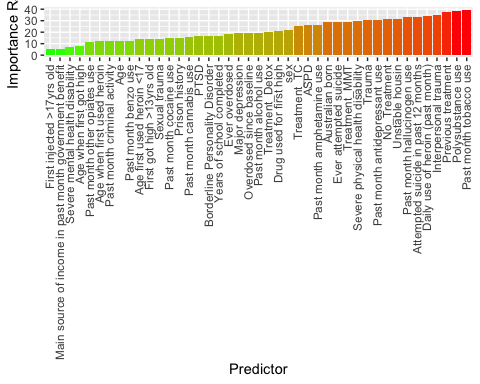 Importance R
40
30
20
10
0
First injected >17yrs old
Main source of income in past month government benefit
Severe mental health disability
Age when first got high
Past month other opiates use
Age when first used heroin
Past month criminal activity
Age
Past month benzo use
Age first used heroin <17
First got high >13yrs old
Sexual trauma
Past month cocaine use
Prison history
Past month cannabis use
PTSD
Borderline Personality Disorder
Years of school completed
Ever overdosed
Major depression
Overdosed since baseline
Past month alcohol use
Treatment_Detox
Drug used for first high
sex
Treatment_TC
ASPD
Past month amphetamine use
Australian born
Ever attempted suicide
Treatment_MMT
Severe physical health disability
Trauma
Past month antidepressant use
No_Treatment
Unstable housin
Past month hallucinogen use
Attempted suicide in past 12 months
Daily use of heroin (past month)
Interpersonal trauma
Previous treatment
Polysubstance use
Past month tobacco use
Predictor